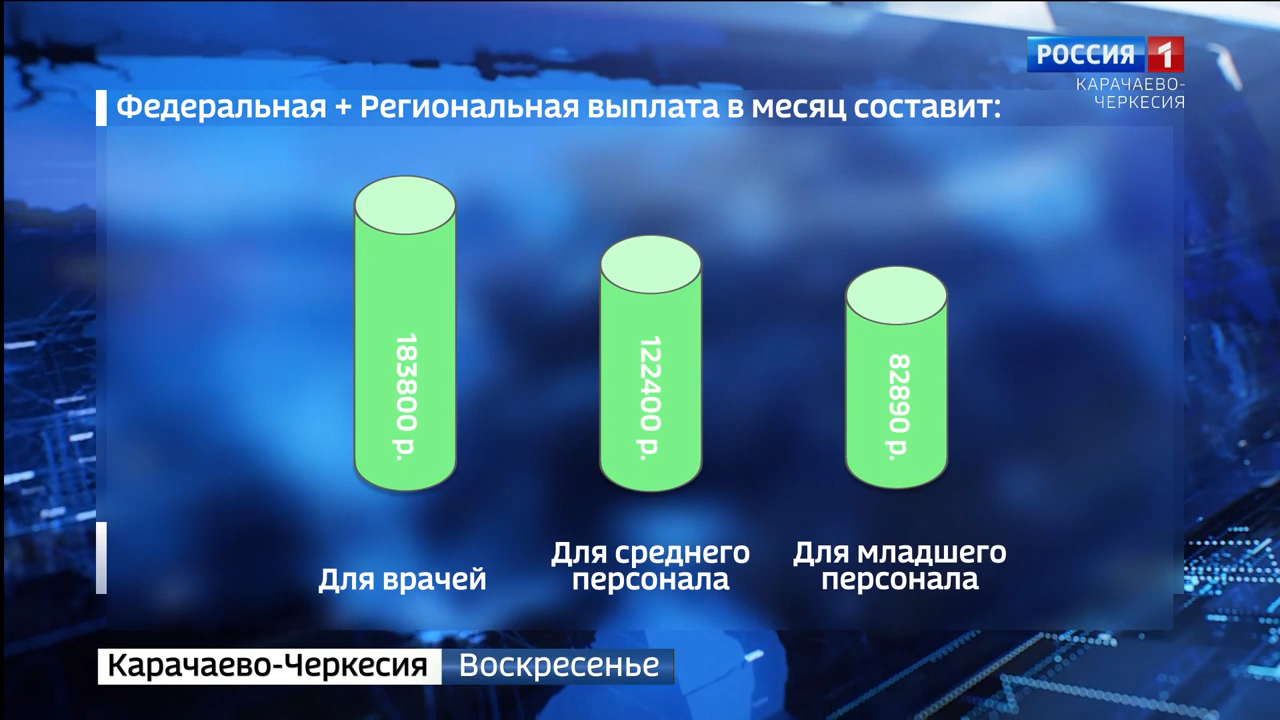 РОССИЯ 1
КАРАЧАЕВО-
ЧЕРКЕСИЯ
Федеральная + Региональная выплата в месяц составит:
183800 р.
122400 р.
82890 р.
Для врачей
Для среднего
персонала
Для младшего
персонала
Карачаево-Черкесия Воскресенье